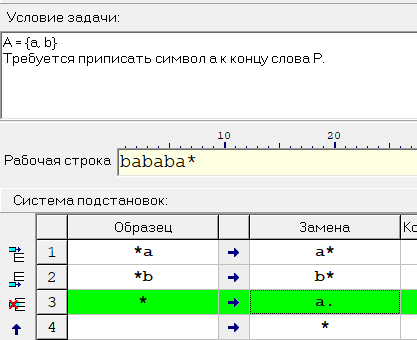 Условие задачи:
A = {a, b}
Требуется приписать символ a к концу слова P.
10 20
Рабочая строка bababa*
Система подстановок:
Образец Замена Ко
1 *a → a*
2 *b → b*
3 * → a.
4 → *